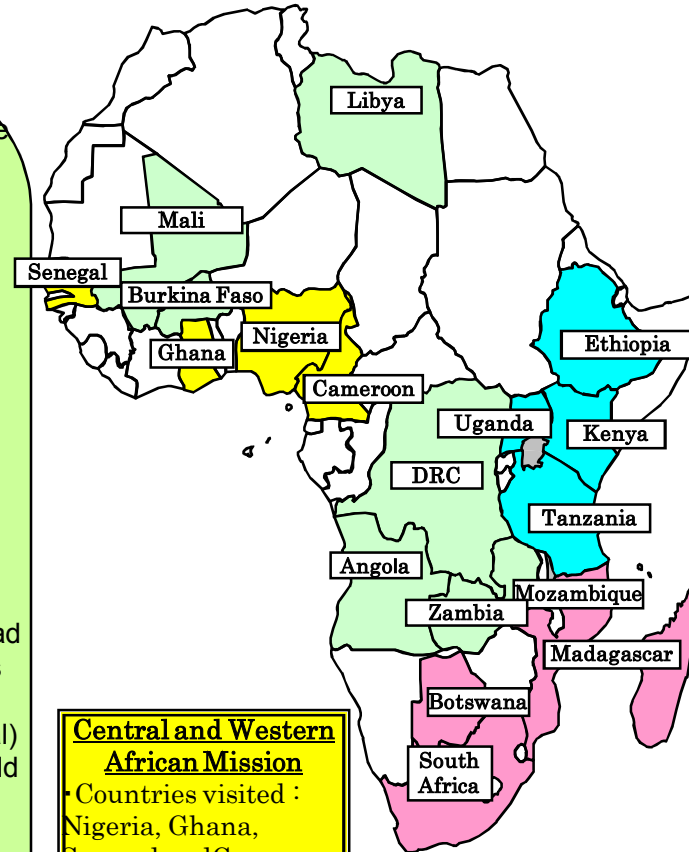 Libya
Mali
Senegal
Burkina Faso
Nigeria
Ghana
Ethiopia
Cameroon
Uganda
Kenya
DRC
Tanzania
Angola
Mozambique
Zambia
Madagascar
Botswana
South
Africa
Central and Western
African Mission
・Countries visited :
Nigeria, Ghana,